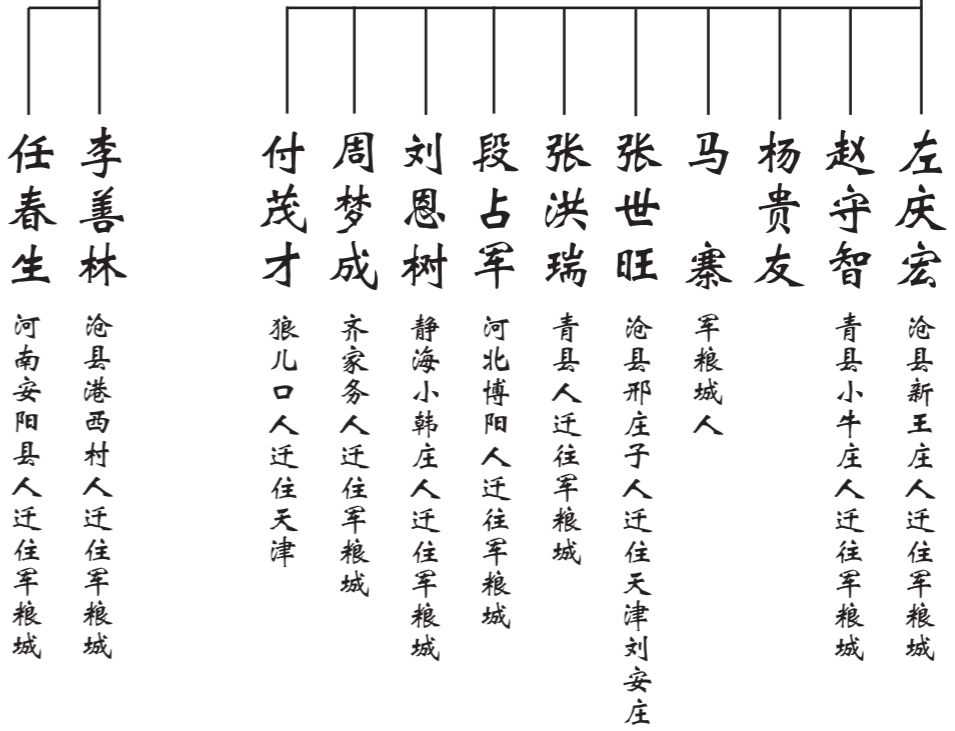 左庆宏
沧县新王庄人迁住军粮城
赵守智
青县小牛庄人迁往军粮城
杨贵友
马寨
军粮城人
张世旺
沧县邢庄子人迁住天津刘安庄
张洪瑞
青县人迁往军粮城
段占军
河北博阳人迁往军粮城
刘恩树
静海小韩庄人迁住军粮城
周梦成
齐家务人迁住军粮城
付茂才
狼儿口人迁住天津
李善林
沧县港西村人迁住军粮城
任春生
河南安阳县人迁住军粮城